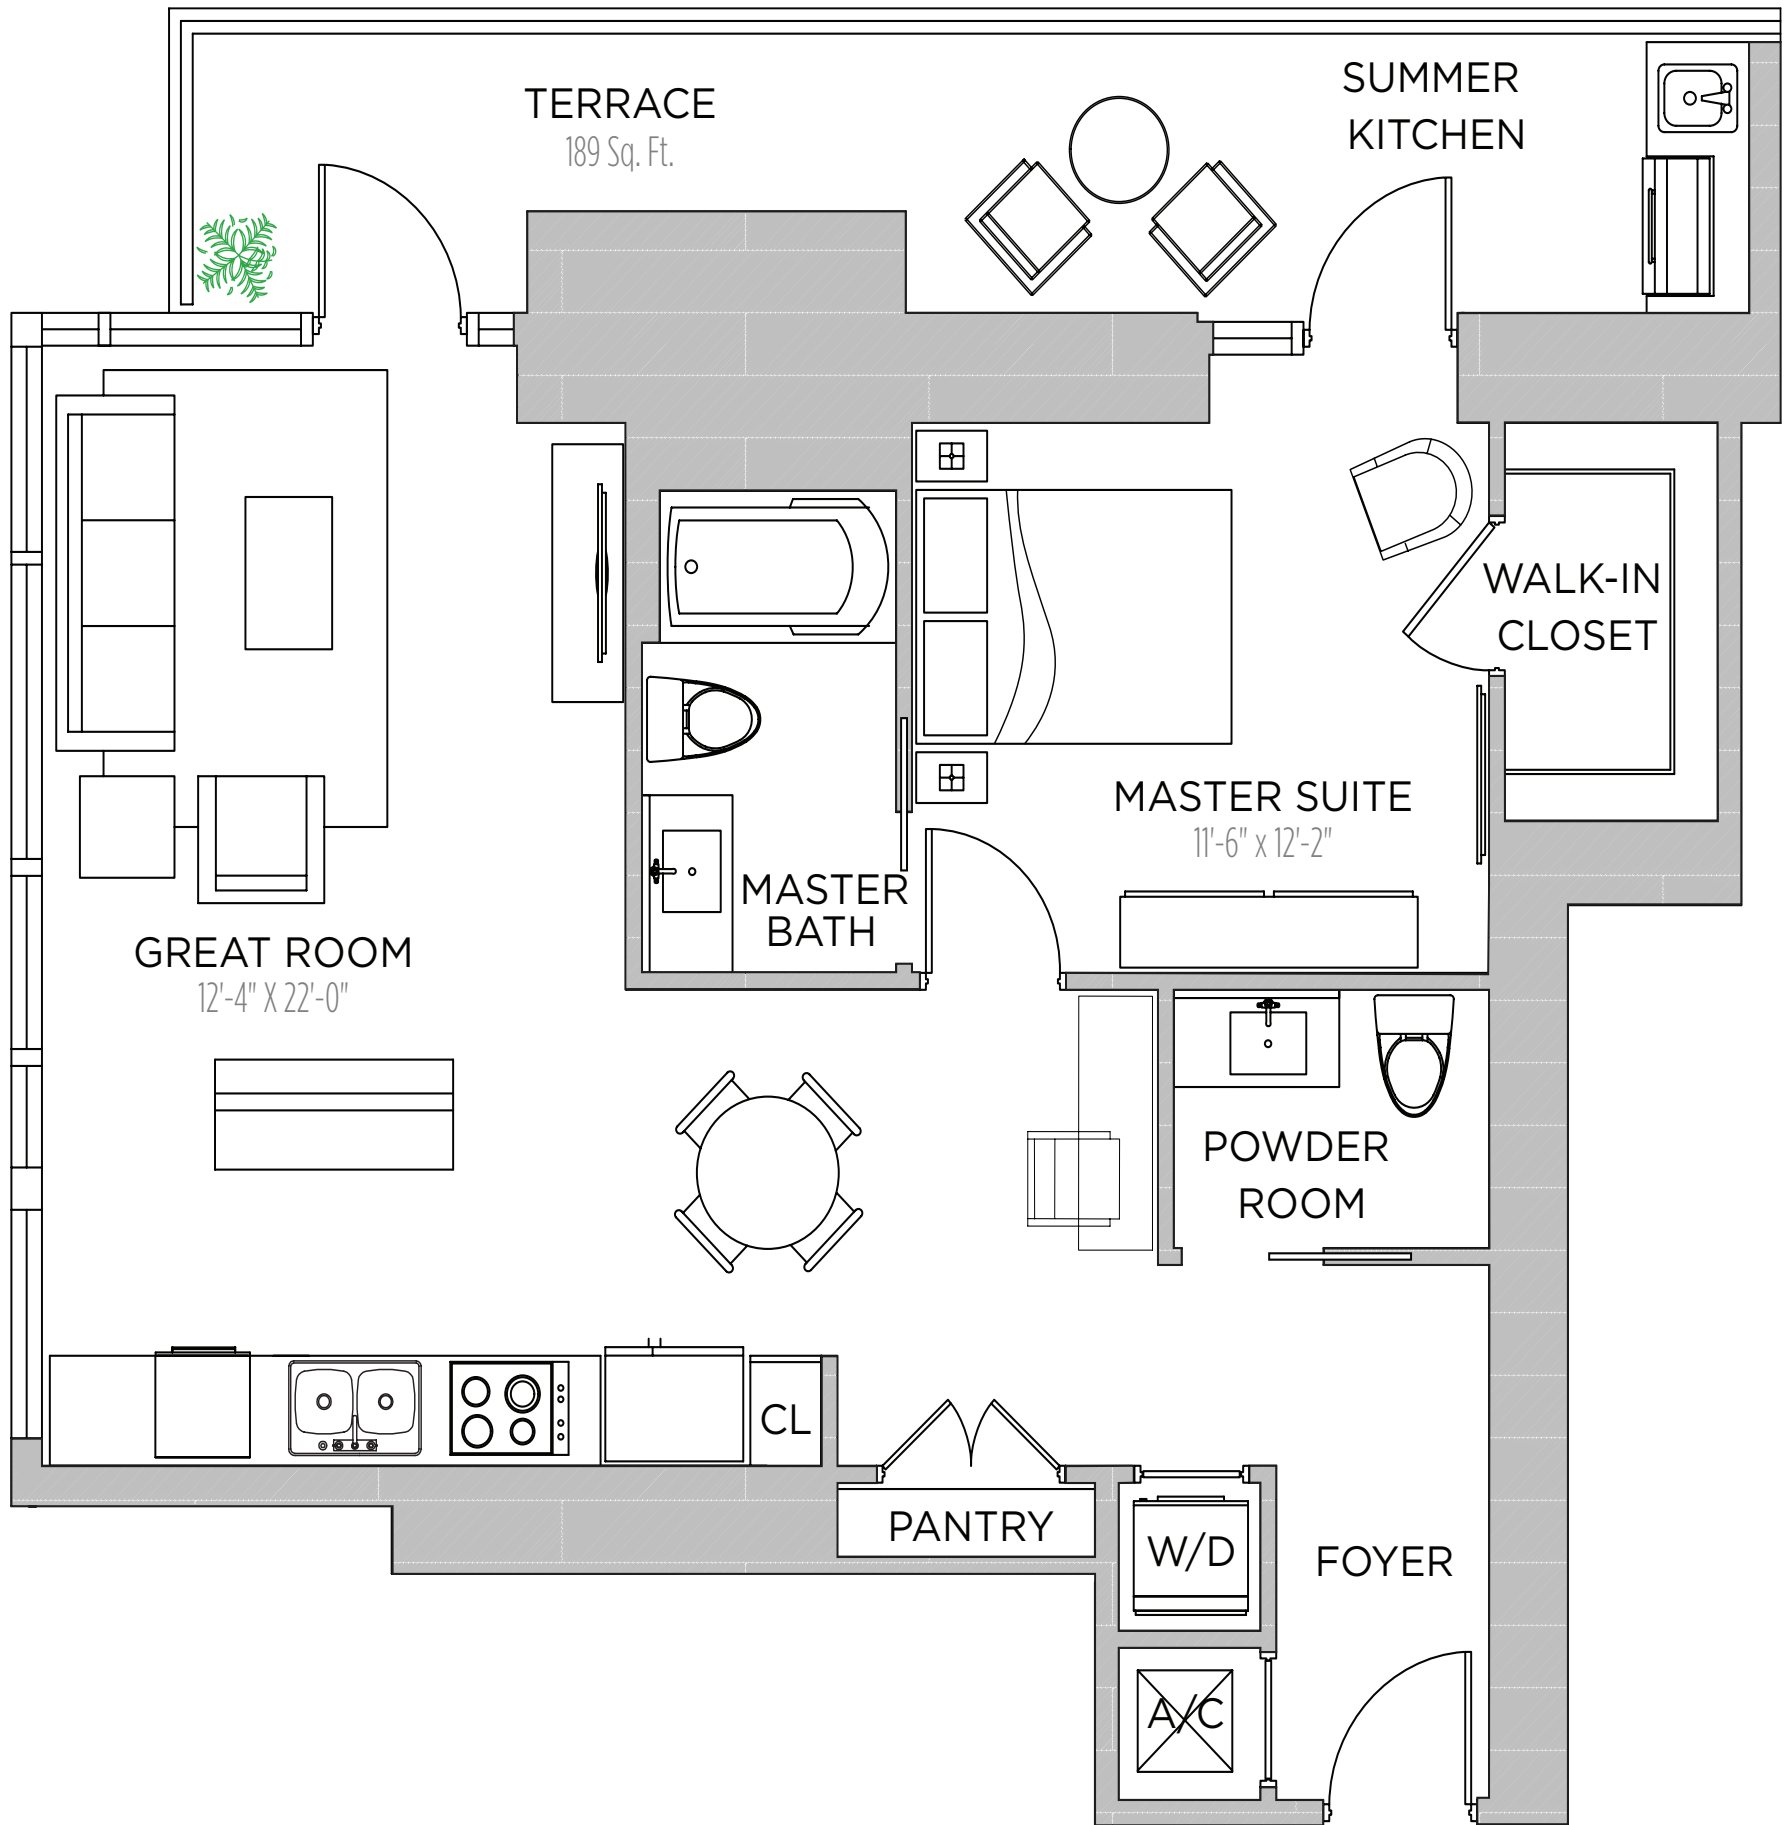 TERRACE
189 Sq. Ft.
SUMMER
KITCHEN
WALK-IN
CLOSET
MASTER SUITE
11'-6" x 12'-2"
MASTER
BATH
GREAT ROOM
12'-4" X 22'-0"
POWDER
ROOM
CL
PANTRY
W/D
FOYER
A/C